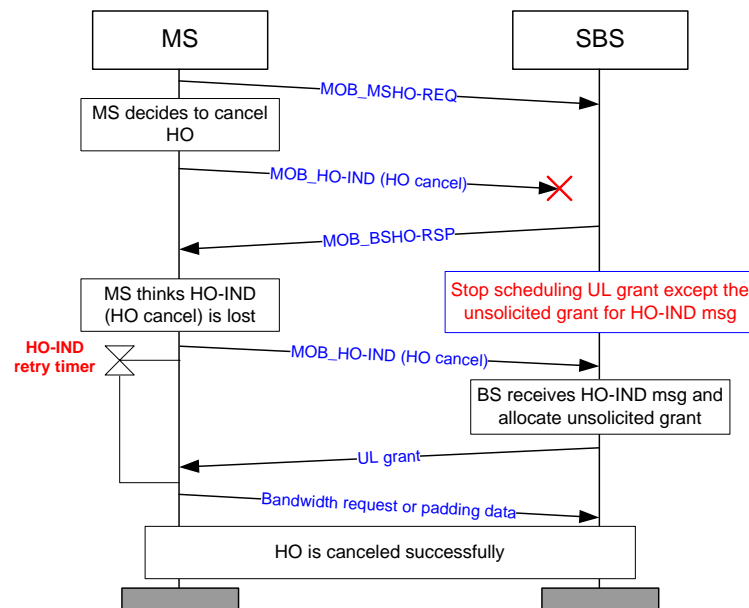 MS
SBS
MOB_MSHO-REQ
MS decides to cancel
HO
MOB_HO-IND (HO cancel)
MOB_BSHO-RSP
MS thinks HO-IND
(HO cancel) is lost
Stop scheduling UL grant except the
unsolicited grant for HO-IND msg
HO-IND
retry timer
MOB_HO-IND (HO cancel)
BS receives HO-IND msg and
allocate unsolicited grant
UL grant
Bandwidth request or padding data
HO is canceled successfully